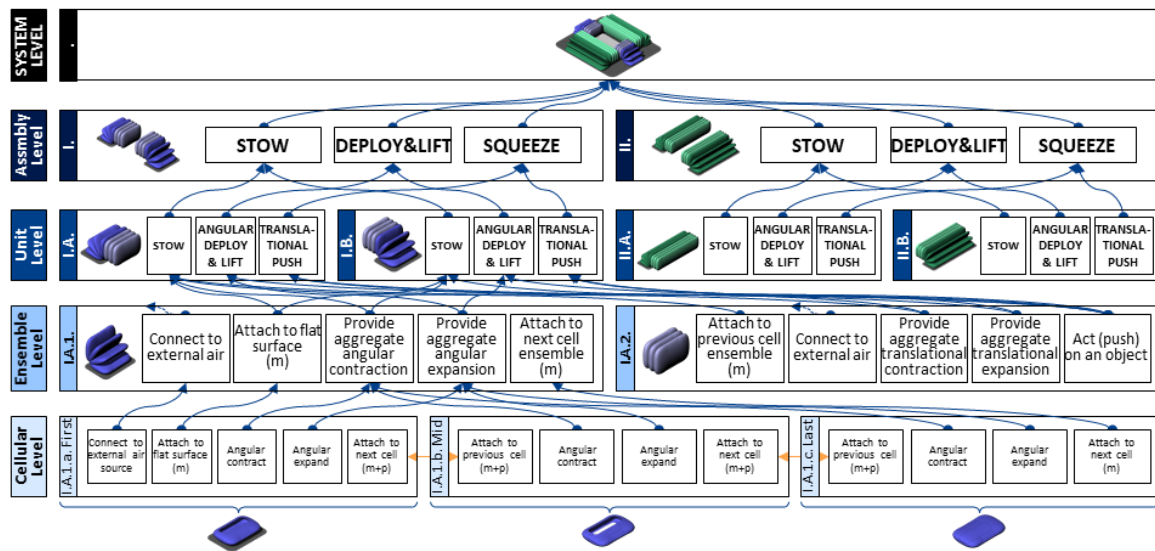 SYSTEM
LEVEL
.
Assmbly
Level
I.
STOW
DEPLOY&LIFT
SQUEEZE
II.
STOW
DEPLOY&LIFT
SQUEEZE
Unit
Level
I.A.
STOW
ANGULAR
DEPLOY
& LIFT
TRANSLA-
TIONAL
PUSH
I.B.
STOW
ANGULAR
DEPLOY
& LIFT
TRANSLA-
TIONAL
PUSH
II.A.
STOW
ANGULAR
DEPLOY
& LIFT
TRANSLA-
TIONAL
PUSH
II.B.
STOW
ANGULAR
DEPLOY
& LIFT
TRANSLA-
TIONAL
PUSH
Ensemble
Level
I.A.1.
Connect to
external air
Attach to flat
surface
(m)
Provide
aggregate
angular
contraction
Provide
aggregate
angular
expansion
Attach to
next cell
ensemble
(m)
I.A.2.
Attach to
previous cell
ensemble
(m)
Connect to
external air
Provide
aggregate
translational
contraction
Provide
aggregate
translational
expansion
Act (push)
on an object
Cellular
Level
I.A.1.a. First
Connect to
external air
source
Attach to
flat surface
(m)
Angular
contract
Angular
expand
Attach to
next cell
(m+p)
I.A.1.b. Mid
Attach to
previous cell
(m+p)
Angular
contract
Angular
expand
Attach to
next cell
(m+p)
I.A.1.c. Last
Attach to
previous cell
(m+p)
Angular
contract
Angular
expand
Attach to
next cell
(m)